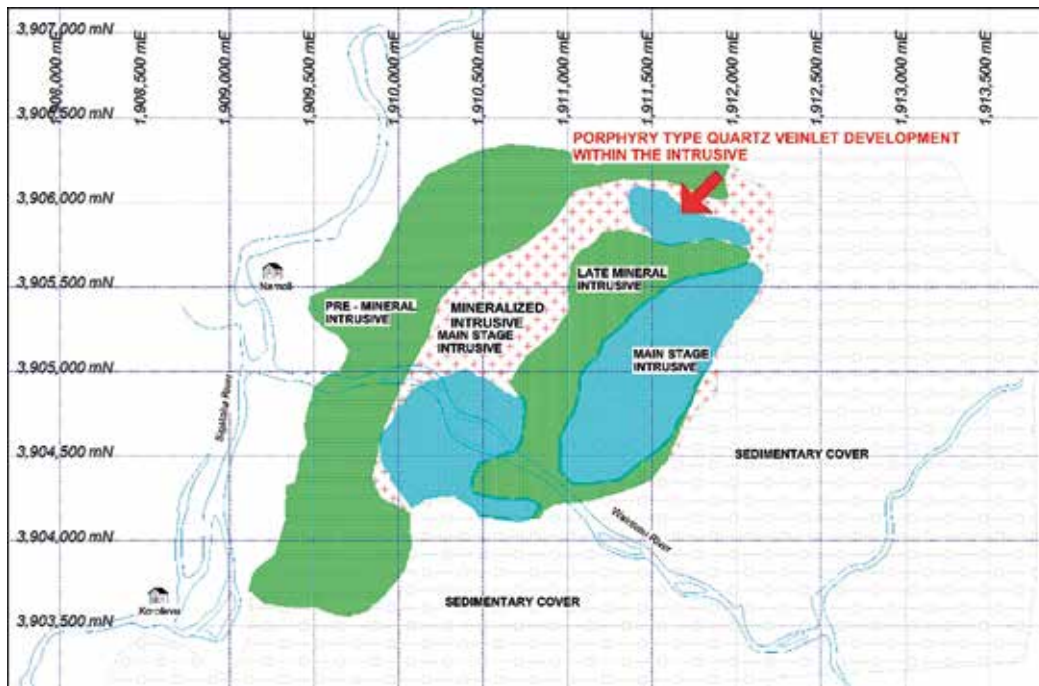 1,908,000 mE
1,908,500 mE
1,909,000 mE
1,909,500 mE
1,910,000 mE
1,910,500 mE
1,911,000 mE
1,911,500 mE
1,912,000 mE
1,912,500 mE
1,913,000 mE
1,913,500 mE
3,907,000 mN
3,906,500 mN
PORPHYRY TYPE QUARTZ VEINLET DEVELOPMENT
WITHIN THE INTRUSIVE
3,906,000 mN
3,905,500 mN
LATE MINERAL
INTRUSIVE
PRE - MINERAL
INTRUSIVE
MINERALIZED
INTRUSIVE
MAIN STAGE
INTRUSIVE
MAIN STAGE
INTRUSIVE
3,905,000 mN
River
3,904,500 mN
SEDIMENTARY COVER
3,904,000 mN
River
SEDIMENTARY COVER
3,903,500 mN